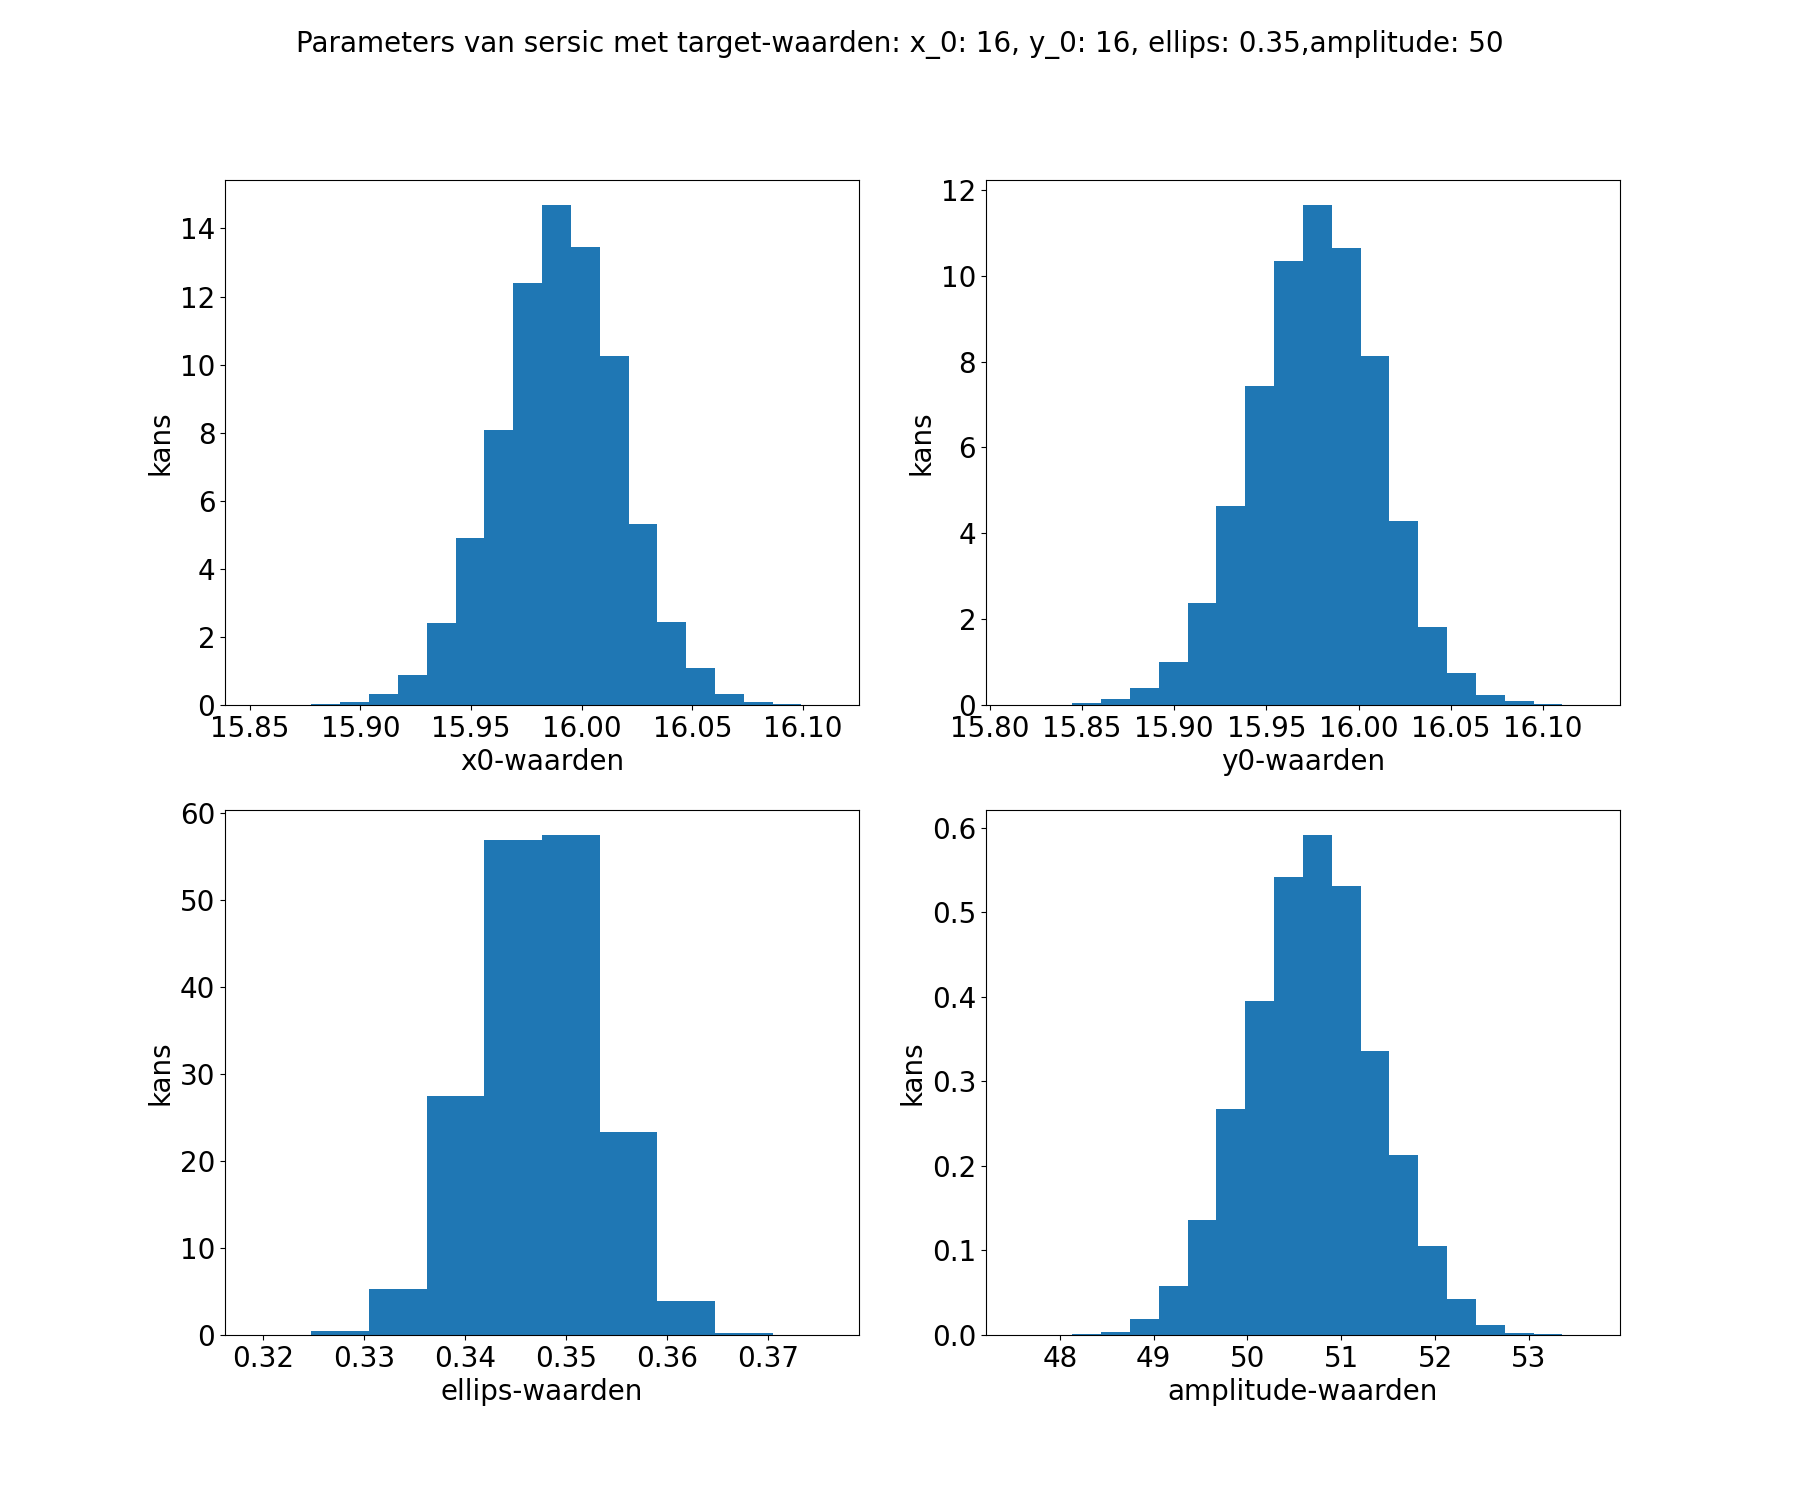 Parameters van sersic met target-waarden: x_0: 16, y_0: 16, ellips: 0.35,amplitude: 50
14
12
10
8
6
4
2
0
kans
15.85 15.90 15.95 16.00 16.05 16.10
x0-waarden
12
10
8
6
4
2
0
kans
15.80 15.85 15.90 15.95 16.00 16.05 16.10
y0-waarden
60
50
40
30
20
10
0
kans
0.32 0.33 0.34 0.35 0.36 0.37
ellips-waarden
0.6
0.5
0.4
0.3
0.2
0.1
0.0
kans
48 49 50 51 52 53
amplitude-waarden